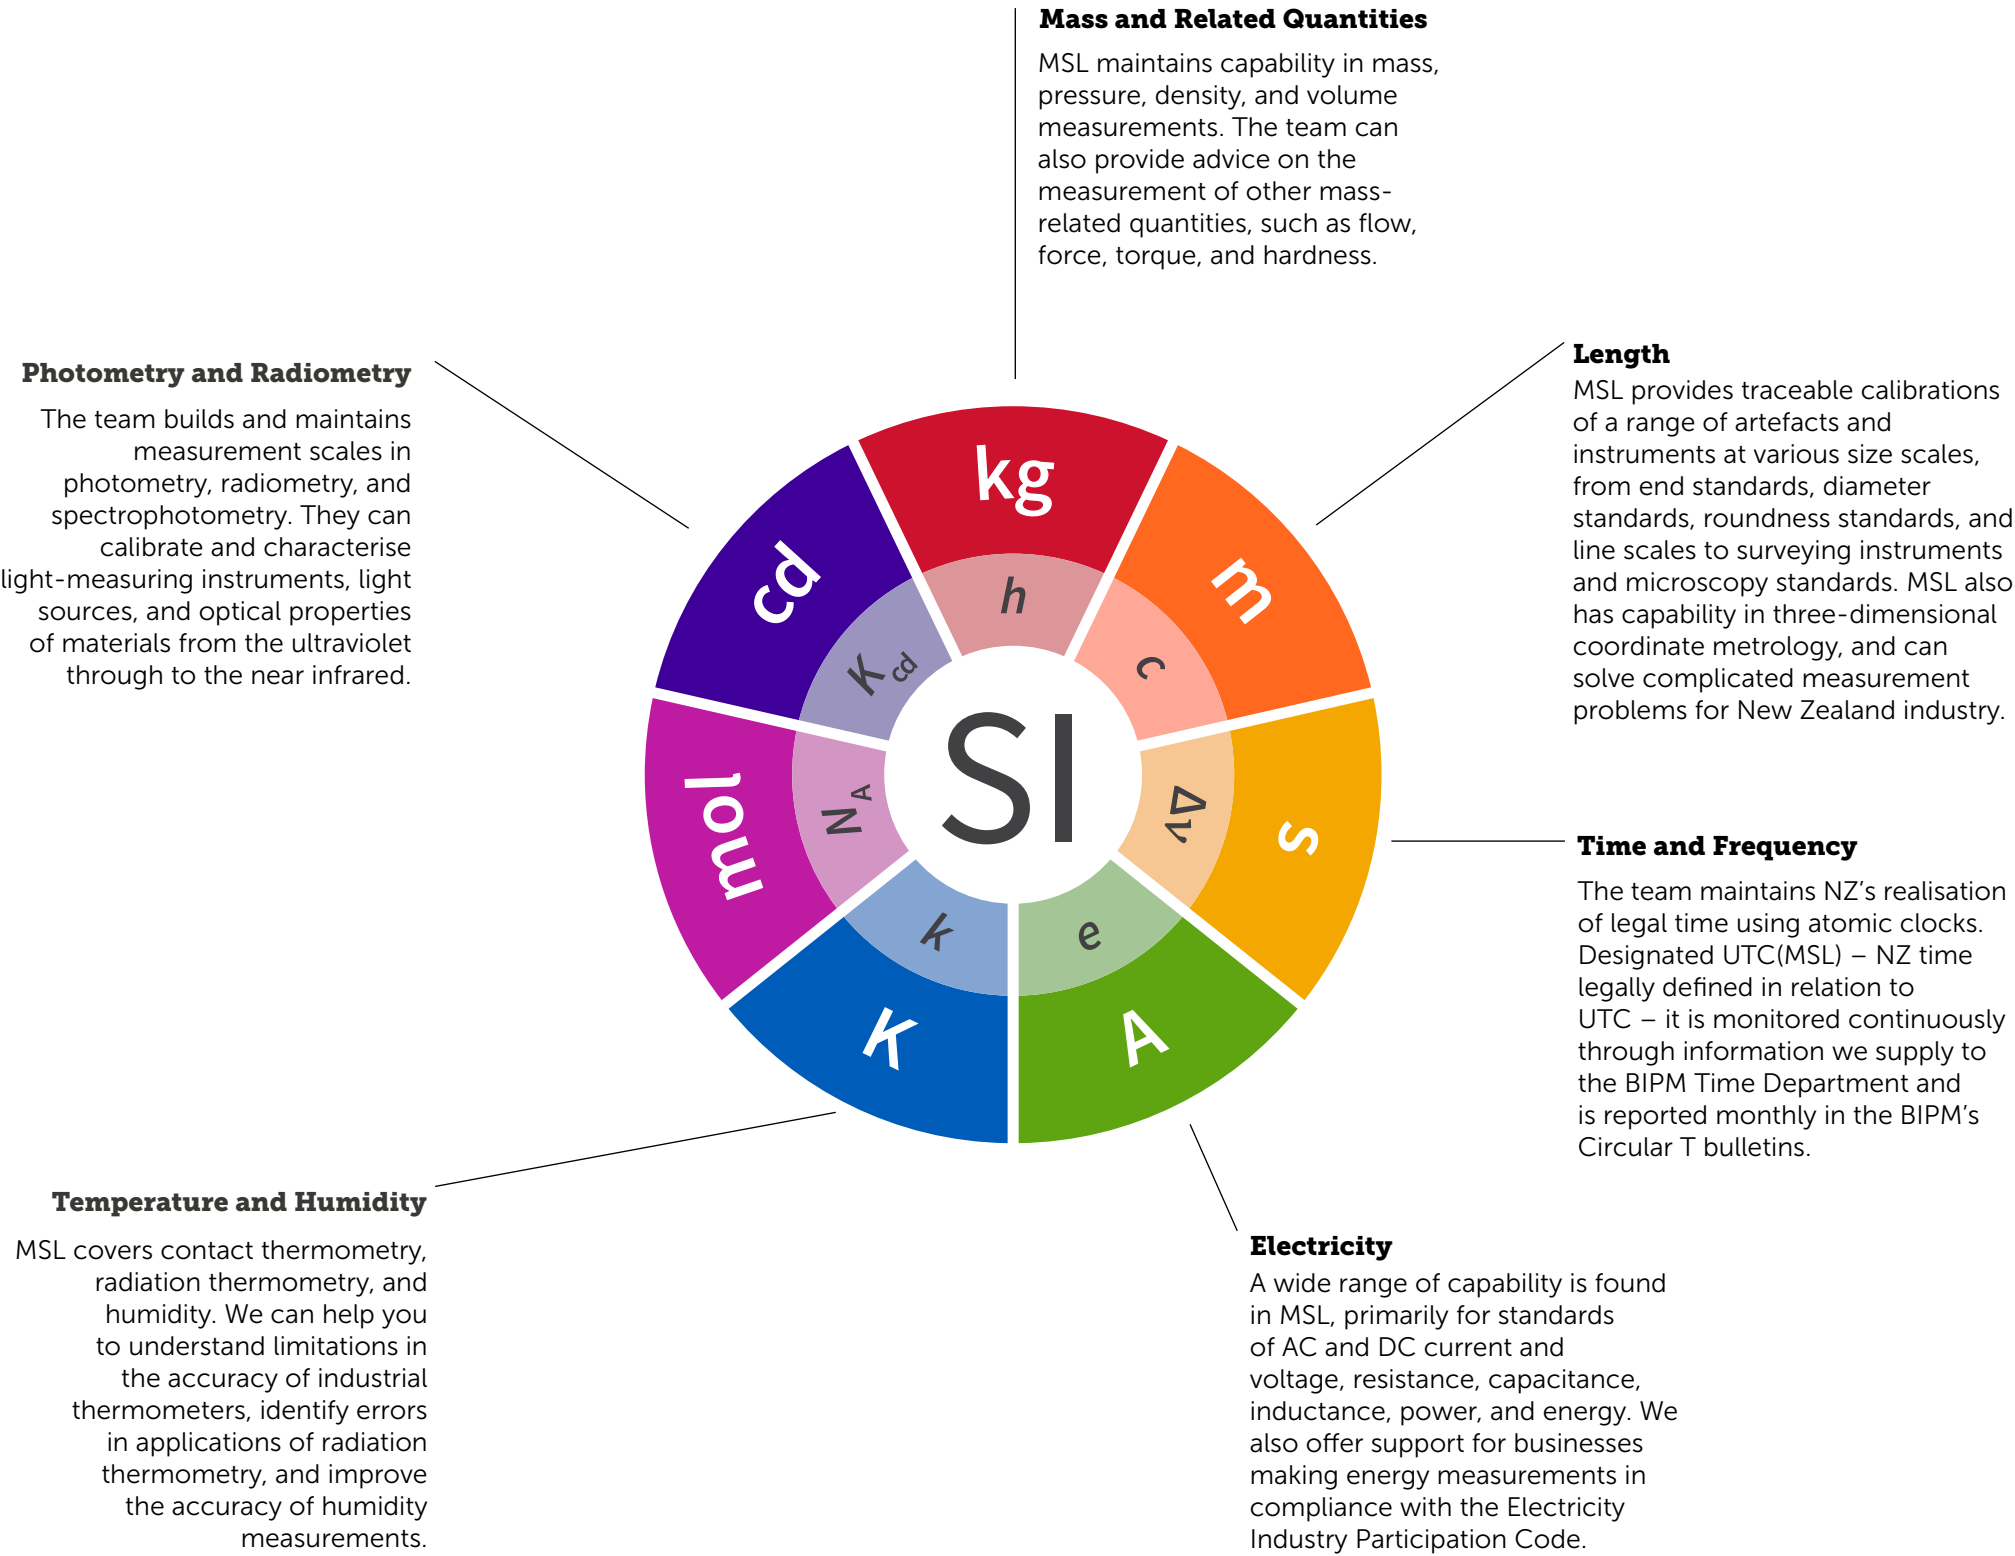 Mass and Related Quantities
MSL maintains capability in mass,
pressure, density, and volume
measurements. The team can
also provide advice on the
measurement of other mass-
related quantities, such as flow,
force, torque, and hardness.
Photometry and Radiometry
The team builds and maintains
measurement scales in
photometry, radiometry, and
spectrophotometry. They can
calibrate and characterise
light-measuring instruments, light
sources, and optical properties
of materials from the ultraviolet
through to the near infrared.
Length
MSL provides traceable calibrations
of a range of artefacts and
instruments at various size scales,
from end standards, diameter
standards, roundness standards, and
line scales to surveying instruments
and microscopy standards. MSL also
has capability in three-dimensional
coordinate metrology, and can
solve complicated measurement
problems for New Zealand industry.
kg
h
m
c
s
Δν
A
e
K
k
mol
N_A
cd
K_cd
SI
Time and Frequency
The team maintains NZ’s realisation
of legal time using atomic clocks.
Designated UTC(MSL) – NZ time
legally defined in relation to
UTC – it is monitored continuously
through information we supply to
the BIPM Time Department and
is reported monthly in the BIPM’s
Circular T bulletins.
Temperature and Humidity
MSL covers contact thermometry,
radiation thermometry, and
humidity. We can help you
to understand limitations in
the accuracy of industrial
thermometers, identify errors
in applications of radiation
thermometry, and improve
the accuracy of humidity
measurements.
Electricity
A wide range of capability is found
in MSL, primarily for standards
of AC and DC current and
voltage, resistance, capacitance,
inductance, power, and energy. We
also offer support for businesses
making energy measurements in
compliance with the Electricity
Industry Participation Code.